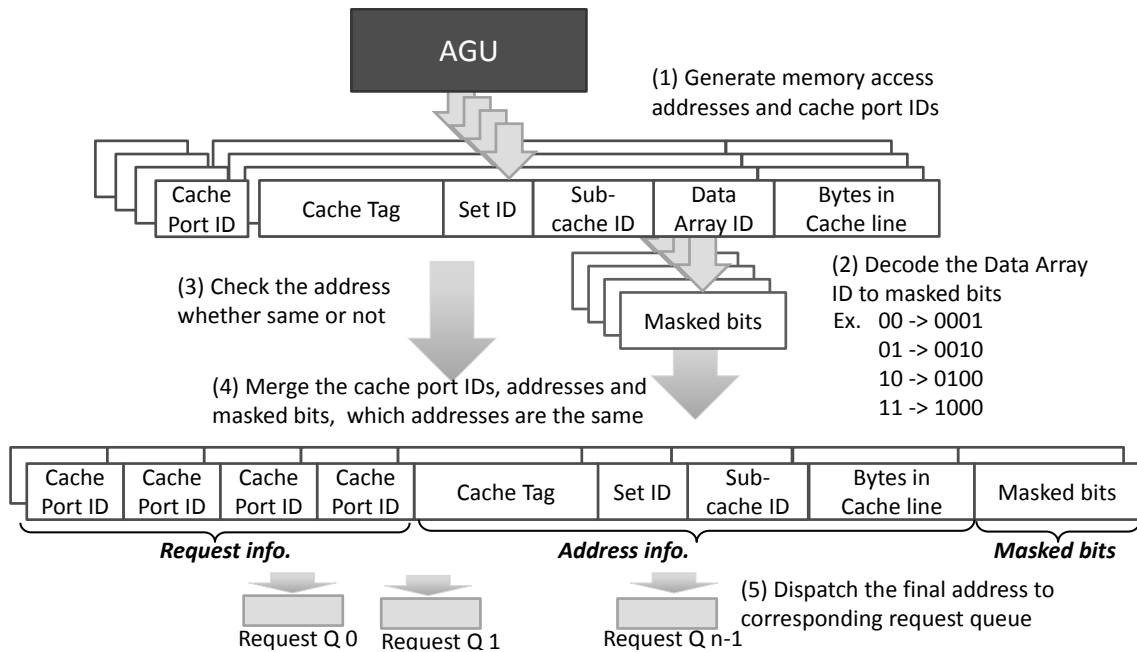 AGU
(1) Generate memory access
addresses and cache port IDs
Cache
Port ID
Cache Tag
Set ID
Sub-
cache ID
Data
Array ID
Bytes in
Cache line
(3) Check the address
whether same or not
Masked bits
(2) Decode the Data Array
ID to masked bits
Ex. 00 -> 0001
01 -> 0010
10 -> 0100
11 -> 1000
(4) Merge the cache port IDs, addresses and
masked bits, which addresses are the same
Cache
Port ID
Cache
Port ID
Cache
Port ID
Cache
Port ID
Cache Tag
Set ID
Sub-
cache ID
Bytes in
Cache line
Masked bits
Request info.
Address info.
Masked bits
(5) Dispatch the final address to
corresponding request queue
Request Q 0
Request Q 1
Request Q n-1